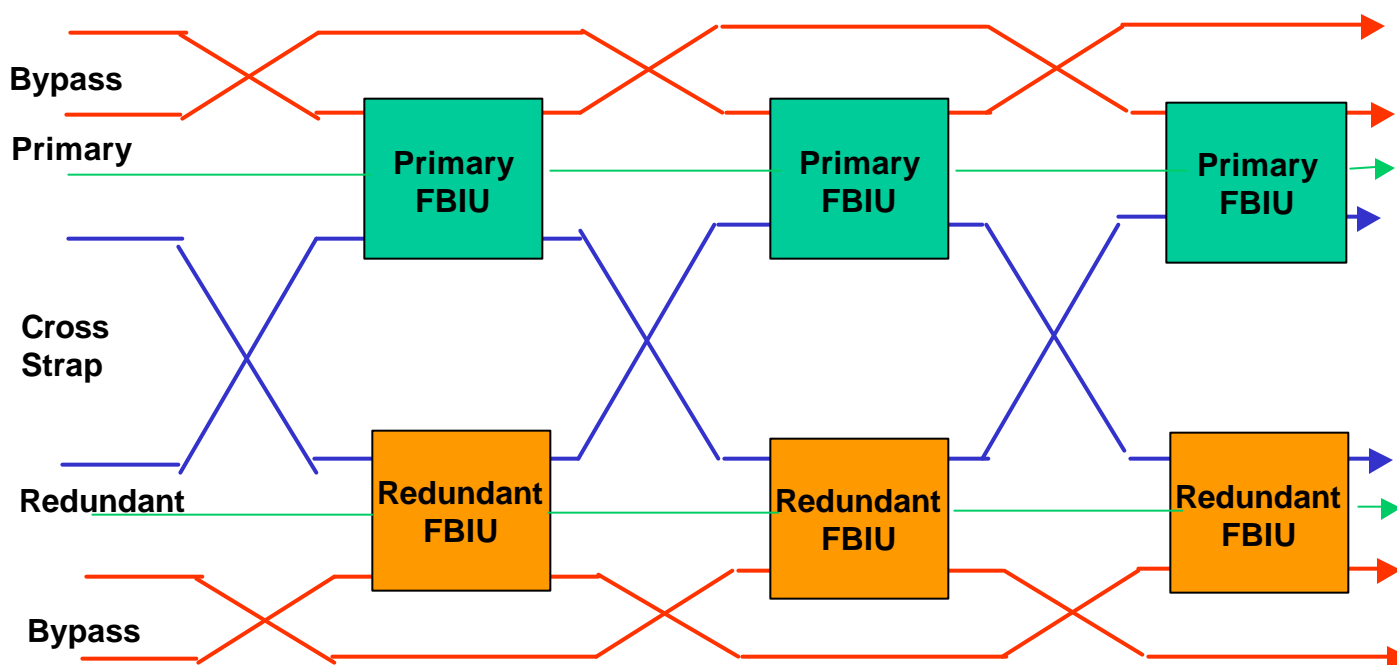 Bypass
Primary
Primary
FBIU
Primary
FBIU
Primary
FBIU
Cross
Strap
Redundant
Redundant
FBIU
Redundant
FBIU
Redundant
FBIU
Bypass